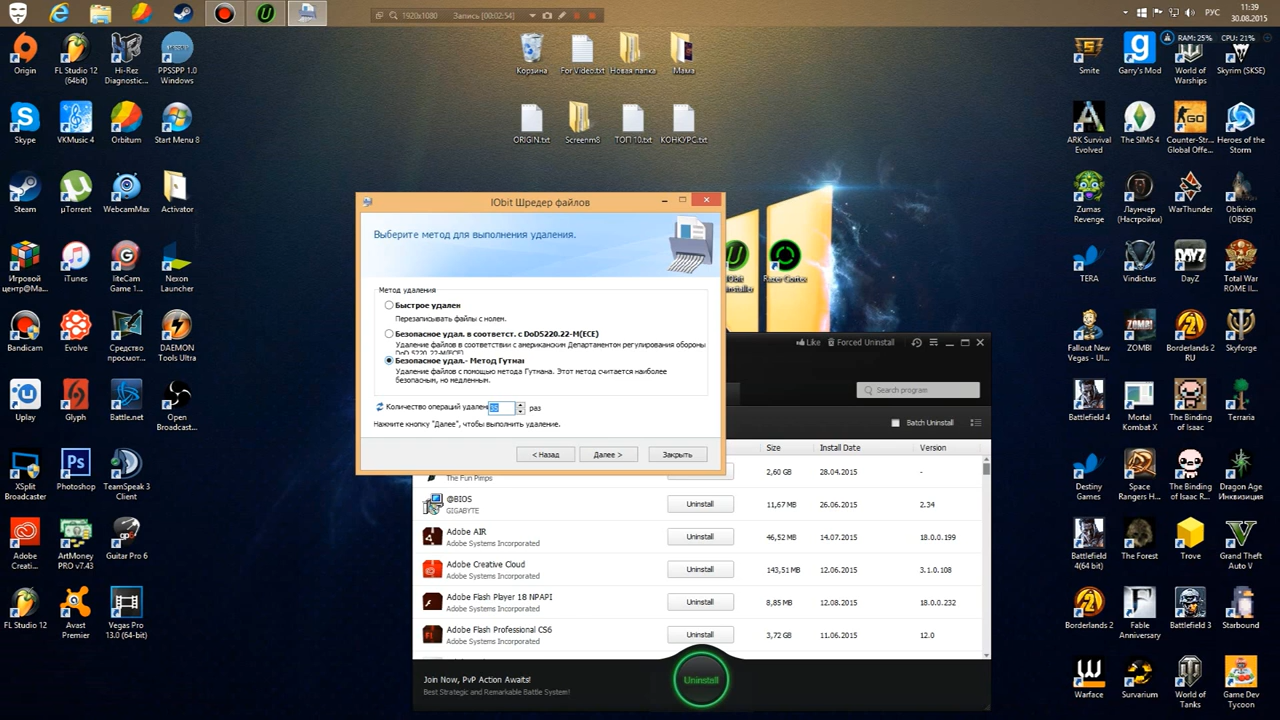 1920x1080
Запись [00:02:54]
РУС
11:39
30.08.2015
RAM: 25%
CPU: 21%
Origin
FL Studio 12
(64bit)
Hi-Rez
Diagnostic...
PPSSPP 1.0
Windows
Skype
VKMusic 4
Orbitum
Start Menu 8
Steam
µTorrent
WebcamMax
Activator
Игровой
центр@Ma...
iTunes
liteCam
Game 1...
Nexon
Launcher
Bandicam
Evolve
Средство
просмот...
DAEMON
Tools Ultra
Uplay
Glyph
Battle.net
Open
Broadcast...
XSplit
Broadcaster
Photoshop
TeamSpeak 3
Client
Adobe
Creati...
ArtMoney
PRO v7.43
Guitar Pro 6
FL Studio 12
Avast
Premier
Vegas Pro
13.0 (64-bit)
Корзина
For Video.txt
Новая папка
Мама
ORIGIN.txt
Screenm8
ТОП 10.txt
КОНКУРС.txt
Razer Cortex
IObit Шредер файлов
Выберите метод для выполнения удаления.
Метод удаления
Быстрое удален
Перезаписывать файлы с нолем.
Безопасное удал. в соответст. с DoD5220.22-M(ECE)
Удаление файлов в соответствии с американским Департаментом регулирования обороны
DoD 5220.22-M(ECE)
Безопасное удал.- Метод Гутман
Удаление файлов с помощью метода Гутмана. Этот метод считается наиболее
безопасным, но медленным.
Количество операций удален
35
раз
Нажмите кнопку "Далее", чтобы выполнить удаление.
< Назад
Далее >
Закрыть
Like
Forced Uninstall
Search program
Batch Uninstall
Size
Install Date
Version
The Fun Pimps
2,60 GB
28.04.2015
-
@BIOS
GIGABYTE
Uninstall
11,67 MB
26.06.2015
2.34
Adobe AIR
Adobe Systems Incorporated
Uninstall
46,52 MB
14.07.2015
18.0.0.199
Adobe Creative Cloud
Adobe Systems Incorporated
Uninstall
143,51 MB
12.06.2015
3.1.0.108
Adobe Flash Player 18 NPAPI
Adobe Systems Incorporated
Uninstall
8,85 MB
12.08.2015
18.0.0.232
Adobe Flash Professional CS6
Adobe Systems Incorporated
Uninstall
3,72 GB
11.06.2015
12.0
Join Now, PvP Action Awaits!
Best Strategic and Remarkable Battle System!
Uninstall
Smite
Garry's Mod
World of
Warships
Skyrim (SKSE)
ARK Survival
Evolved
The SIMS 4
Counter-Str...
Global Offe...
Heroes of
the Storm
Zumas
Revenge
Лаунчер
(Настройки)
WarThunder
Oblivion
(OBSE)
TERA
Vindictus
DayZ
Total War
ROME II...
Fallout New
Vegas - Ul...
ZOMBI
Borderlands 2
RU
Skyforge
Battlefield 4
Mortal
Kombat X
The Binding
of Isaac
Terraria
Destiny
Games
Space
Rangers H...
The Binding
of Isaac R...
Dragon Age
Инквизиция
Battlefield
4(64 bit)
The Forest
Trove
Grand Theft
Auto V
Borderlands 2
Fable
Anniversary
Battlefield 3
Starbound
Warface
Survarium
World of
Tanks
Game Dev
Tycoon